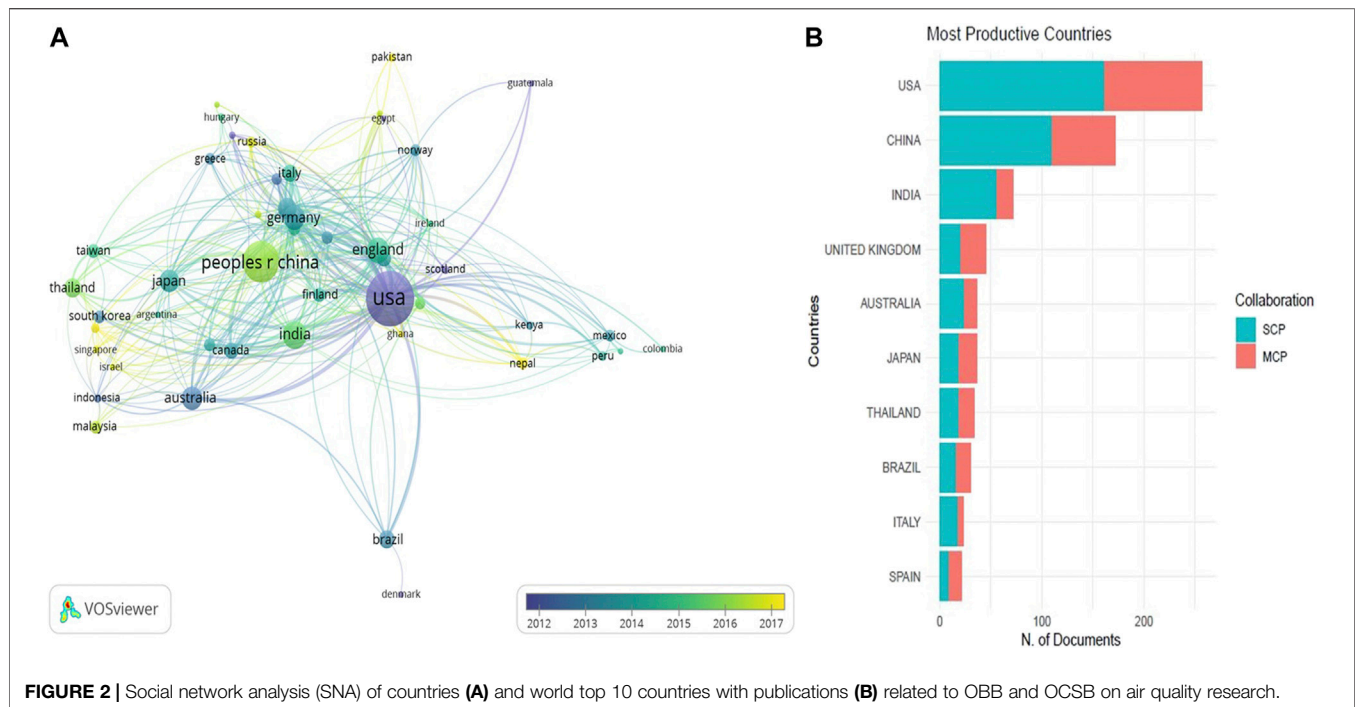 A
pakistan
guatemala
hungary
egypt
russia
greece
norway
italy
germany
ireland
taiwan
england
peoples r china
scotland
thailand
japan
finland
usa
south korea
argentina
india
ghana
kenya
mexico
singapore
canada
peru
colombia
israel
nepal
indonesia
australia
malaysia
brazil
denmark
VOSviewer
2012 2013 2014 2015 2016 2017
B
Most Productive Countries
USA
CHINA
INDIA
UNITED KINGDOM
AUSTRALIA
JAPAN
THAILAND
BRAZIL
ITALY
SPAIN
Countries
0 100 200
N. of Documents
Collaboration
SCP
MCP
FIGURE 2 | Social network analysis (SNA) of countries (A) and world top 10 countries with publications (B) related to OBB and OCSB on air quality research.